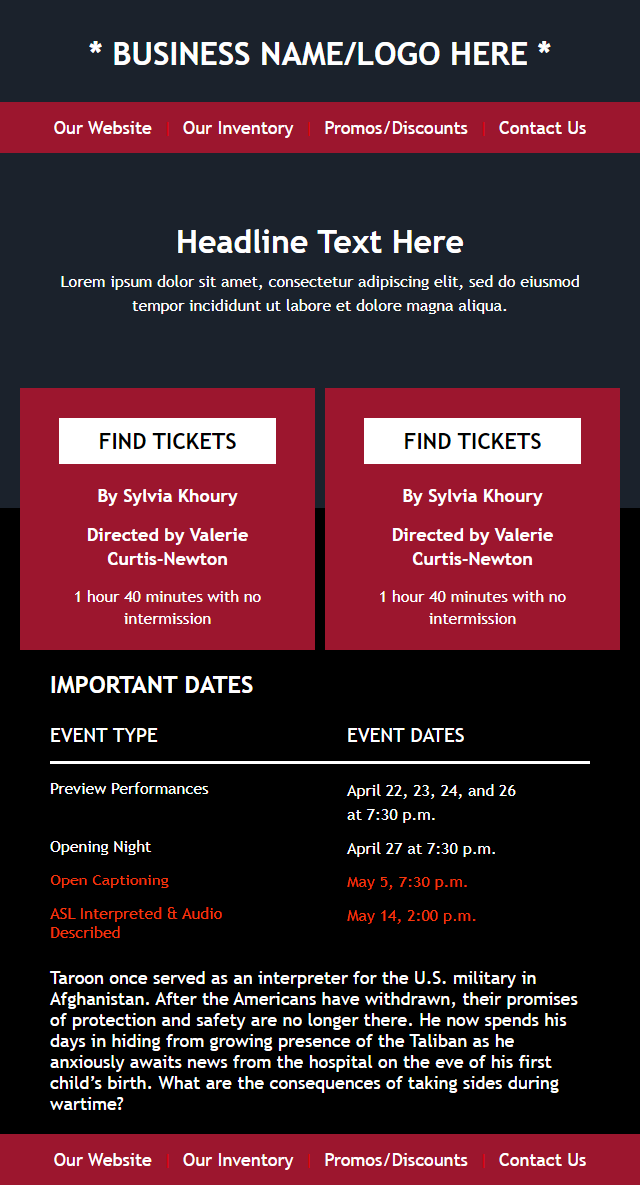 * BUSINESS NAME/LOGO HERE *
Our Website | Our Inventory | Promos/Discounts | Contact Us
Headline Text Here
Lorem ipsum dolor sit amet, consectetur adipiscing elit, sed do eiusmod
tempor incididunt ut labore et dolore magna aliqua.
FIND TICKETS
By Sylvia Khoury
Directed by Valerie
Curtis-Newton
1 hour 40 minutes with no
intermission
FIND TICKETS
By Sylvia Khoury
Directed by Valerie
Curtis-Newton
1 hour 40 minutes with no
intermission
IMPORTANT DATES
EVENT TYPE EVENT DATES
Preview Performances April 22, 23, 24, and 26
at 7:30 p.m.
Opening Night April 27 at 7:30 p.m.
Open Captioning May 5, 7:30 p.m.
ASL Interpreted & Audio May 14, 2:00 p.m.
Described
Taroon once served as an interpreter for the U.S. military in
Afghanistan. After the Americans have withdrawn, their promises
of protection and safety are no longer there. He now spends his
days in hiding from growing presence of the Taliban as he
anxiously awaits news from the hospital on the eve of his first
child’s birth. What are the consequences of taking sides during
wartime?
Our Website | Our Inventory | Promos/Discounts | Contact Us